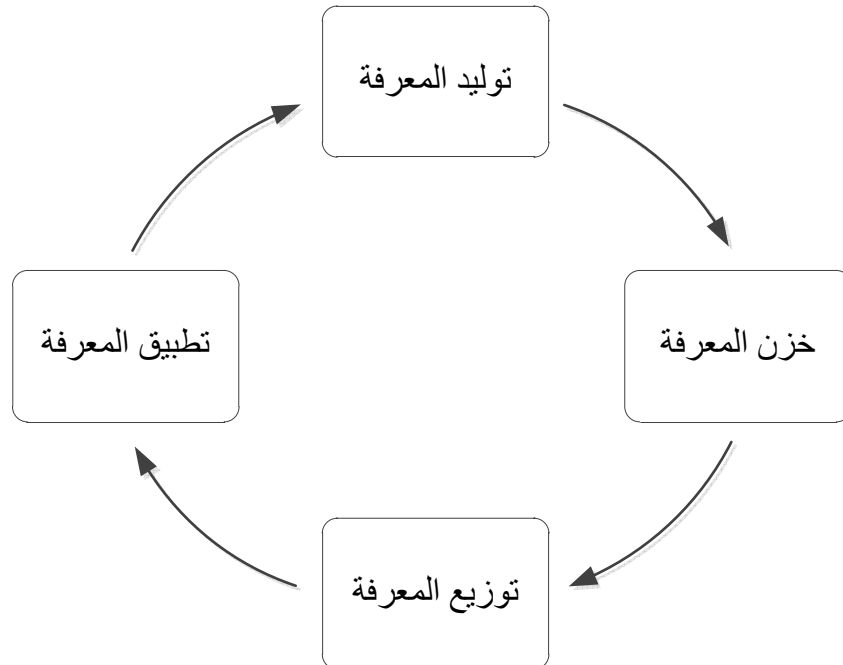 توليد المعرفة
خزن المعرفة
توزيع المعرفة
تطبيق المعرفة